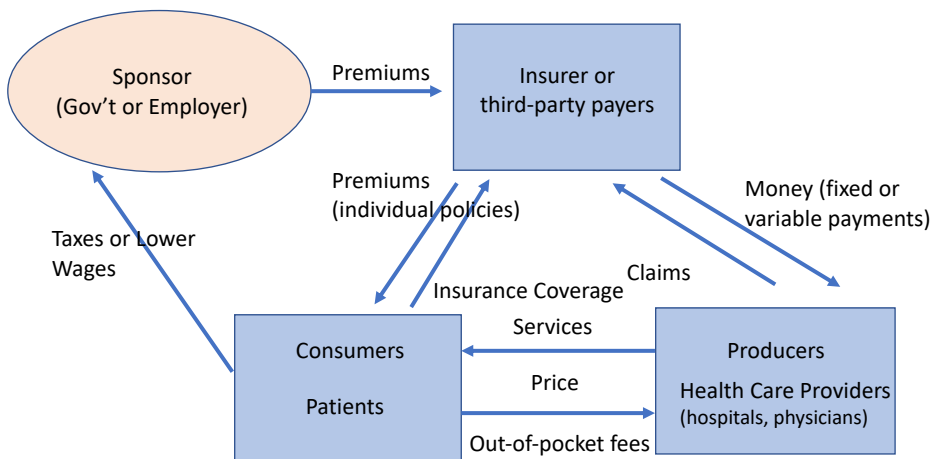 Sponsor
(Gov’t or Employer)
Premiums
Insurer or
third-party payers
Premiums
(individual policies)
Money (fixed or
variable payments)
Taxes or Lower
Wages
Claims
Insurance Coverage
Services
Consumers
Patients
Price
Out-of-pocket fees
Producers
Health Care Providers
(hospitals, physicians)